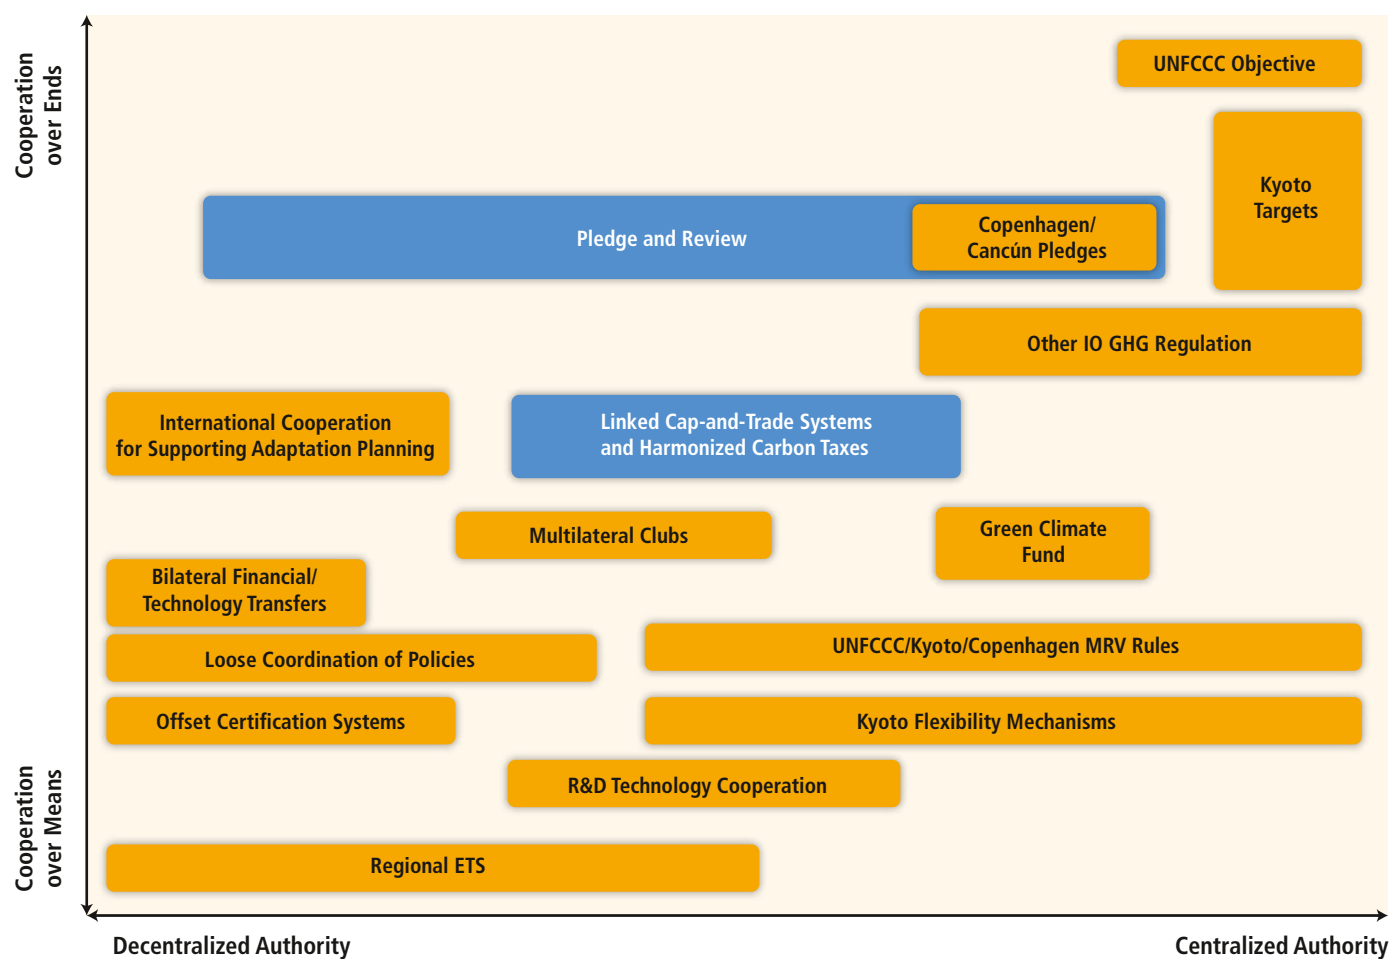 Cooperation
over Ends
UNFCCC Objective
Kyoto
Targets
Pledge and Review
Copenhagen/
Cancún Pledges
Other IO GHG Regulation
International Cooperation
for Supporting Adaptation Planning
Linked Cap-and-Trade Systems
and Harmonized Carbon Taxes
Multilateral Clubs
Green Climate
Fund
Bilateral Financial/
Technology Transfers
Loose Coordination of Policies
UNFCCC/Kyoto/Copenhagen MRV Rules
Offset Certification Systems
Kyoto Flexibility Mechanisms
R&D Technology Cooperation
Cooperation
over Means
Regional ETS
Decentralized Authority
Centralized Authority